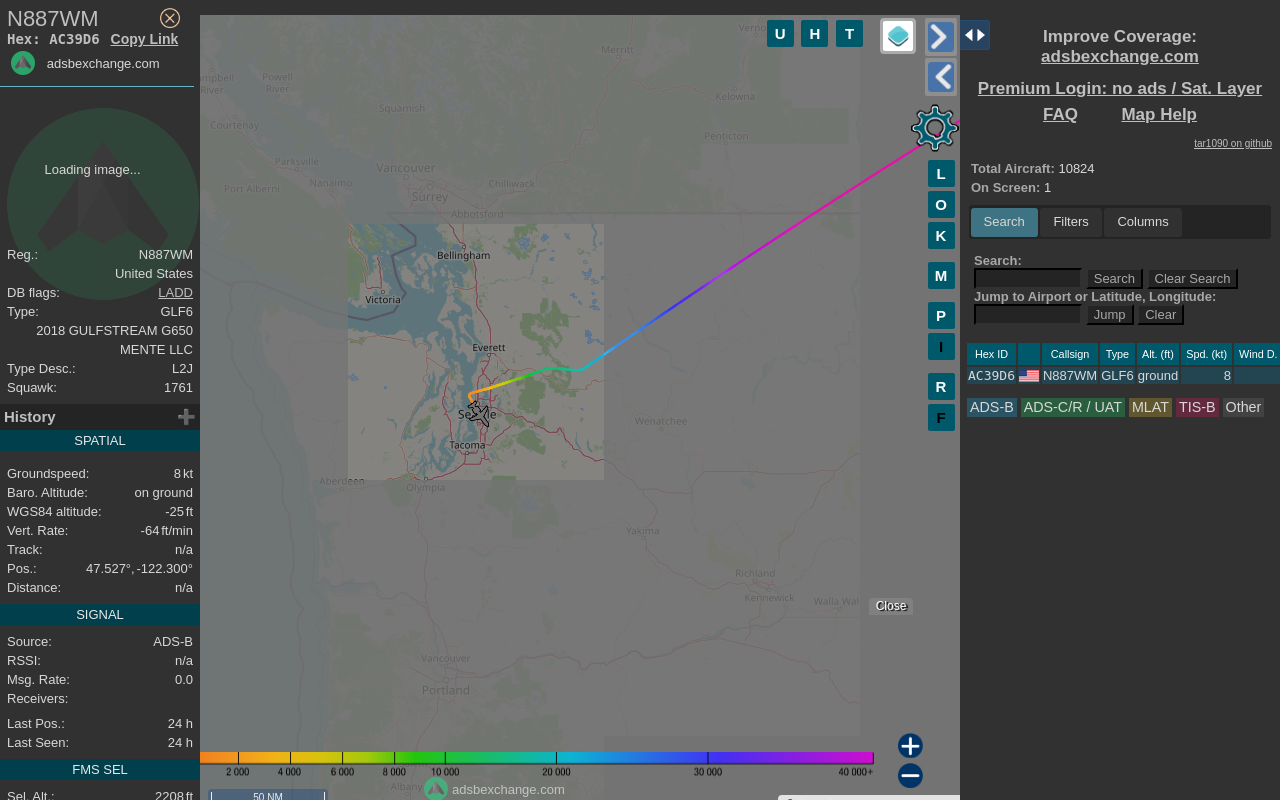 N887WM
Hex: AC39D6 Copy Link
adsbexchange.com
Loading image...
Reg.: N887WM
United States
DB flags: LADD
Type: GLF6
2018 GULFSTREAM G650
MENTE LLC
Type Desc.: L2J
Squawk: 1761
History
SPATIAL
Groundspeed: 8 kt
Baro. Altitude: on ground
WGS84 altitude: -25 ft
Vert. Rate: -64 ft/min
Track: n/a
Pos.: 47.527°, -122.300°
Distance: n/a
SIGNAL
Source: ADS-B
RSSI: n/a
Msg. Rate: 0.0
Receivers:
Last Pos.: 24 h
Last Seen: 24 h
FMS SEL
Sel. Alt.: 2208 ft
U H T
Merritt
Powell
River
River
Squamish
Kelowna
Courtenay
Penticton
Parksville
Vancouver
Port Alberni
Nanaimo
Surrey
Chilliwack
Abbotsford
Bellingham
Victoria
Everett
Tacoma
Wenatchee
Olympia
Yakima
Richland
Kennewick
Vancouver
Portland
L
O
K
M
P
I
R
F
Close
2 000 4 000 6 000 8 000 10 000 20 000 30 000 40 000+
adsbexchange.com
50 NM
Improve Coverage:
adsbexchange.com
Premium Login: no ads / Sat. Layer
FAQ Map Help
tar1090 on github
Total Aircraft: 10824
On Screen: 1
Search Filters Columns
Search:
Search Clear Search
Jump to Airport or Latitude, Longitude:
Jump Clear
Hex ID Callsign Type Alt. (ft) Spd. (kt) Wind D.
AC39D6 N887WM GLF6 ground 8
ADS-B ADS-C/R / UAT MLAT TIS-B Other